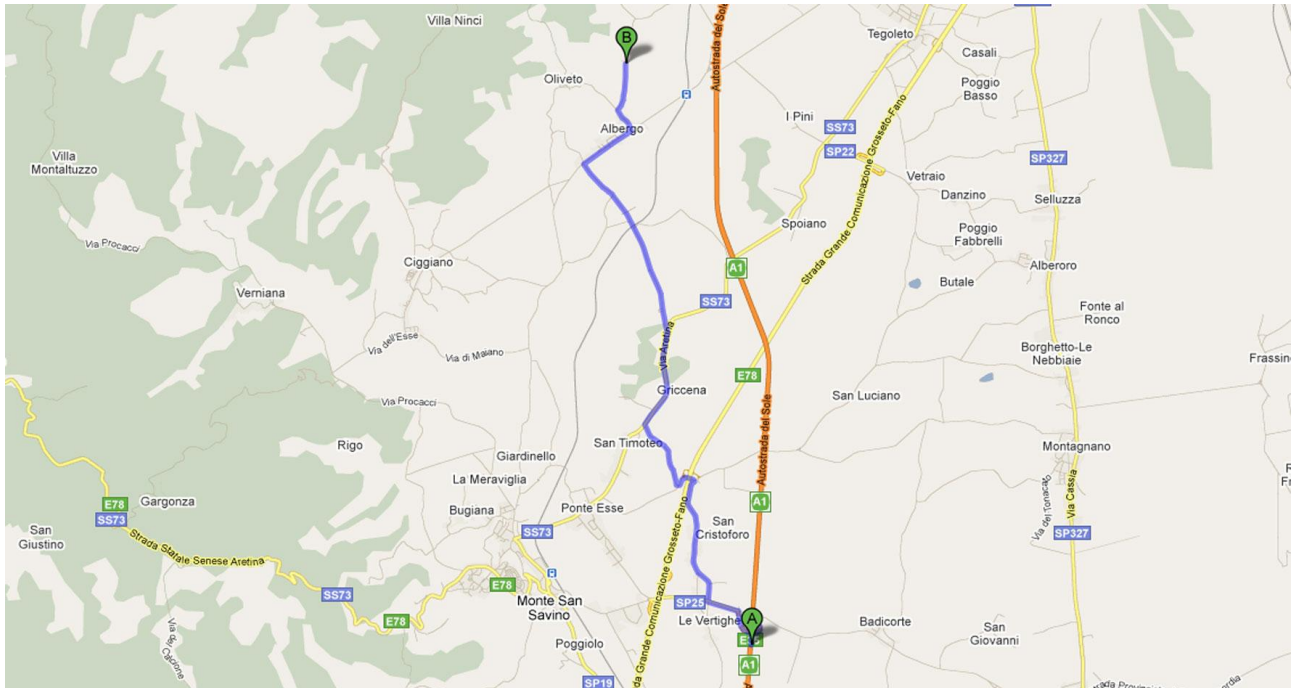 Villa Ninci
B
Tegoleto
Casali
Oliveto
Autostrada del Sole
Poggio
Basso
I Pini
Albergo
SS73
SP22
SP327
Villa
Montaltuzzo
Vetraio
Danzino
Selluzza
Spoiano
Poggio
Fabbrelli
Via Procacci
Ciggiano
A1
Strada Grande Comunicazione Grosseto-Fano
Alberoro
Butale
Verniana
SS73
Fonte al
Ronco
Via dell'Esse
Via Aretina
Via di Maiano
Borghetto-Le
Nebbiaie
Frassine
E78
Griccena
Via Procacci
Autostrada del Sole
San Luciano
Rigo
San Timoteo
Montagnano
Giardinello
La Meraviglia
Gargonza
E78
SS73
A1
Bugiana
Ponte Esse
Via Cassia
San
Giustino
San
Cristoforo
SS73
SP327
Strada Statale Senese Aretina
Strada Grande Comunicazione Grosseto-Fano
E78
SS73
Monte San
Savino
SP25
A
Le Vertighe
E78
Badicorte
San
Giovanni
Poggiolo
A1
SP19